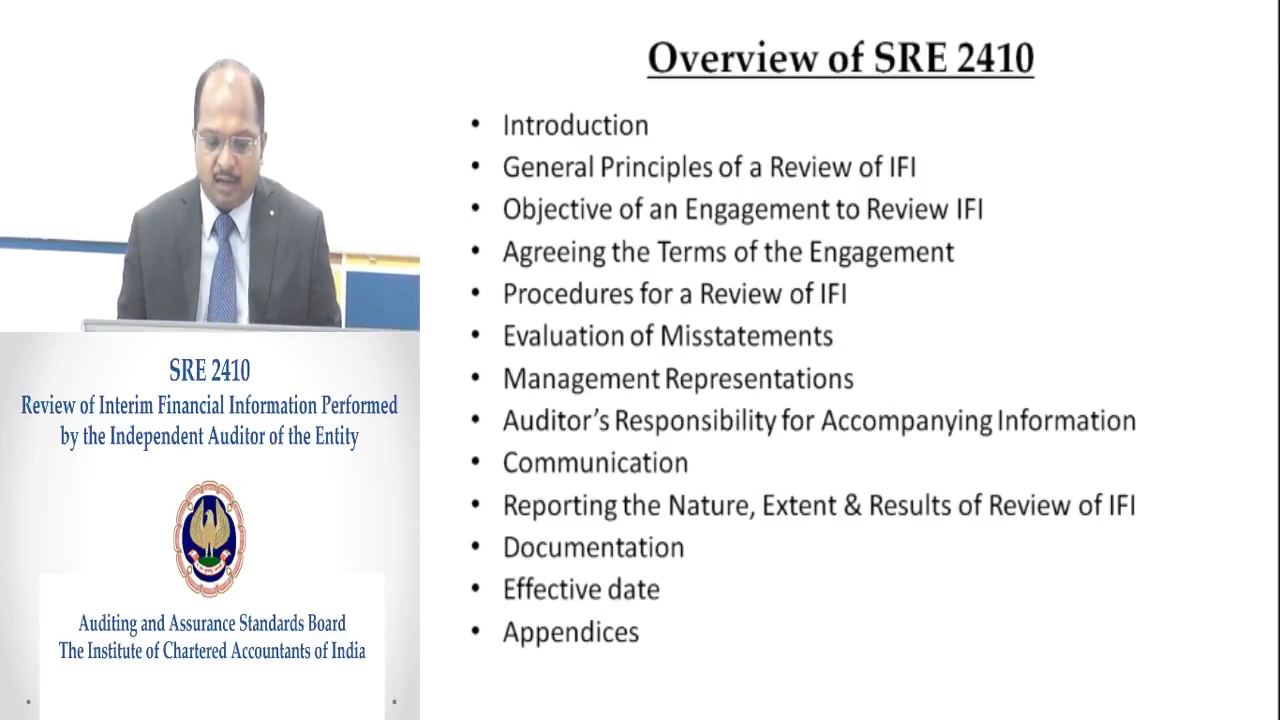 Overview of SRE 2410
• Introduction
• General Principles of a Review of IFI
• Objective of an Engagement to Review IFI
• Agreeing the Terms of the Engagement
• Procedures for a Review of IFI
• Evaluation of Misstatements
• Management Representations
• Auditor’s Responsibility for Accompanying Information
• Communication
• Reporting the Nature, Extent & Results of Review of IFI
• Documentation
• Effective date
• Appendices
SRE 2410
Review of Interim Financial Information Performed
by the Independent Auditor of the Entity
Auditing and Assurance Standards Board
The Institute of Chartered Accountants of India